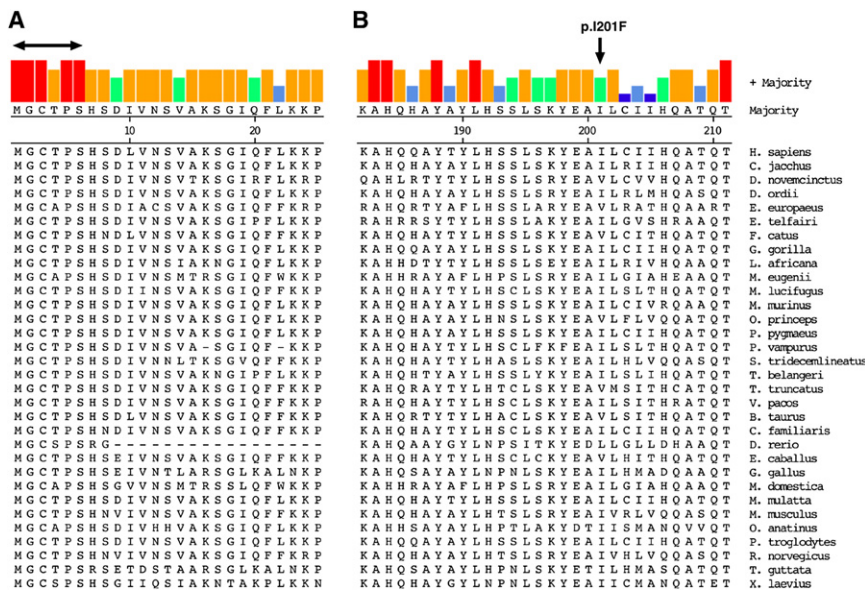 A B
p.I201F
+ Majority
M G C T P S H S D I V N S V A K S G I Q F L K K P K A H Q H A Y A Y L H S S L S K Y E A I L C I I H Q A T Q T Majority
10 20 190 200 210
M G C T P S H S D L V N S V A K S G I Q F L K K P K A H Q Q A Y T Y L H S S L S K Y E A I L C I I H Q A T Q T H. sapiens
M G C T P S H S D I V N S V A K S G I Q F F K K P K A H Q H A Y A Y L H S S L S K Y E A I L R I I H Q A T Q T C. jacchus
M G C T P S H S D I V N S V T K S G I Q F L K R P Q A H L R T Y T Y L H S S L S R Y E A V L C V V H Q A T Q T D. novemcinctus
M G C T P S H S D I V N S V A K S G I Q F L K K P K A H Q H A Y T Y L H S S L S K Y E A I L R L M H Q A S Q T D. ordii
M G C A P S H S D I A C S V A K S G I Q F F K R P R A H Q R T Y A F L H S S L S K Y E A V L R A T H Q A A R T E. europaeus
M G C T P S H S D I V N S V A K S G I P F L K K P R A H R R S Y T Y L H S S L A K Y E A I L G V S H R A A Q T E. telfairi
M G C T P S H N D L V N S V A K S G I Q F F K K P K A H Q H A Y T Y L H S S L S K Y E A V L C I T H Q A T Q T F. catus
M G C T P S H S D I V N S V A K S G I Q F L K K P K A H Q Q A Y A Y L H S S L S K Y E A I L C I I H Q A T Q T G. gorilla
M G C T P S H S D I V N S I A K N G I Q F L K K P K A H D H T Y T Y L H S S L S E Y E A I L R I V H Q A A Q T L. africana
M G C A P S H S D I V N S M T R S G I Q F W K K P K A H R H A Y A F L H P S L S K Y E A I L G I A H E A A Q T M. eugenii
M G C T P S H S D I I N S V A K S G I Q F L K K P K A H Q H A Y T Y L H S S L S K Y E A I L S L T H Q A T Q T M. lucifugus
M G C T P S H S D I V N S V A K S G I Q F L K K P K A H Q H A Y A Y L H S S L S K Y E A I L C I V R Q A A Q T M. murinus
M G C T P S H S D I V N S V A K S G I Q F L K K P K A H Q H A Y A Y L H N S L S K Y E A V L F L V Q Q A T Q T O. princeps
M G C T P S H S D I V N S V A K S G I Q F L K K P K A H Q H A Y A Y L H S S L S K Y E A I L C I I H Q A T Q T P. pygmaeus
M G C T P S H S D I V N S V A - S G I Q F - K K P K A H Q H A Y T Y L H S C L F K F E A I L S I T H Q A T Q T P. vampurus
M G C T P S H S D I V N N L T K S G V Q F F K K P K A H Q H A Y T Y L H A S L S K Y E A I L H L V Q Q A S Q T S. tridecemlineatus
M G C T P S H S D I V N S V A K N G I P F L K K P K A H Q H T Y T Y L H S S L S K Y E A I L S L I H Q A T Q T T. belangeri
M G C T P S H S D I V N S V A K S G I Q F F K K P K A H Q R T Y T Y L H T C L S K Y E A V M S I T H C A T Q T T. truncatus
M G C T P S H S D I V N S V A K S G I Q F F K K P K A H Q H A Y T Y L H S S L S K Y E A I L S I T H R A T Q T V. pacos
M G C T P S H S D L V N S V A K S G I Q F F K K P K A H Q R T Y T Y L H A C L S K Y E A V L S I T H Q A T Q T B. taurus
M G C T P S H N D I V N S V A K S G I Q F F K K P K A H Q H A Y T Y L H S S L S K Y E A I L C I T H Q A T Q T C. familiaris
M G C S P S R G - - - - - - - - - - - - - - - - - K A H Q A A Y G Y L N P S I T K Y E D L L G L L D H A A Q T D. rerio
M G C T P S H S D I V N S V A K S G I Q F F K K P K A H Q H T Y T Y L H S C L S K C E A V L H I T H Q A T Q T E. caballus
M G C T P S H S E I V N T L A R S G L K A L N K P K A H Q S A Y A Y L N P N L S K Y E A I L H M A D Q A A Q T G. gallus
M G C A P S H S G V V N S M T R S S L Q F W K K P K A H R H A Y A F L H P S L S K Y E A I L G I A H Q A A Q T M. domestica
M G C T P S H S D I V N S V A K S G I Q F L K K P K A H Q H A Y A Y L H S S L S K Y E A I L C I I H Q A T Q T M. mulatta
M G C T P S H S N V I V N S V A K S G I Q F F K K P K A H Q H A Y A Y L H T S L S K Y E A I V R L V Q Q A S Q T M. musculus
M G C A P S H S D I V H H V A K S G I Q F L K K P K A H H S A Y A Y L H P T L A K Y D T I I S M A N Q V V Q T O. anatinus
M G C T P S H S D I V N S V A K S G I Q F L K K P K A H Q H A Y T Y L H S S L S K Y E A I L C I I H Q A T Q T P. troglodytes
M G C T P S H N V I V N S V A K S G I Q F F K R P K A H Q H A Y T Y L H T S L S K Y E A I V H L V Q Q A S Q T R. norvegicus
M G C T P S R S E T D S T A A R S G L K A L N K P K A H Q S A Y A Y L H P N L S K Y E A T I L H M A D Q A T Q T T. guttata
M G C S P S H S G I I Q S I A K N T A K P L K K N K A H Q H A Y G Y L N P N L S K Y E A I I C M A N Q A T E T X. laevius